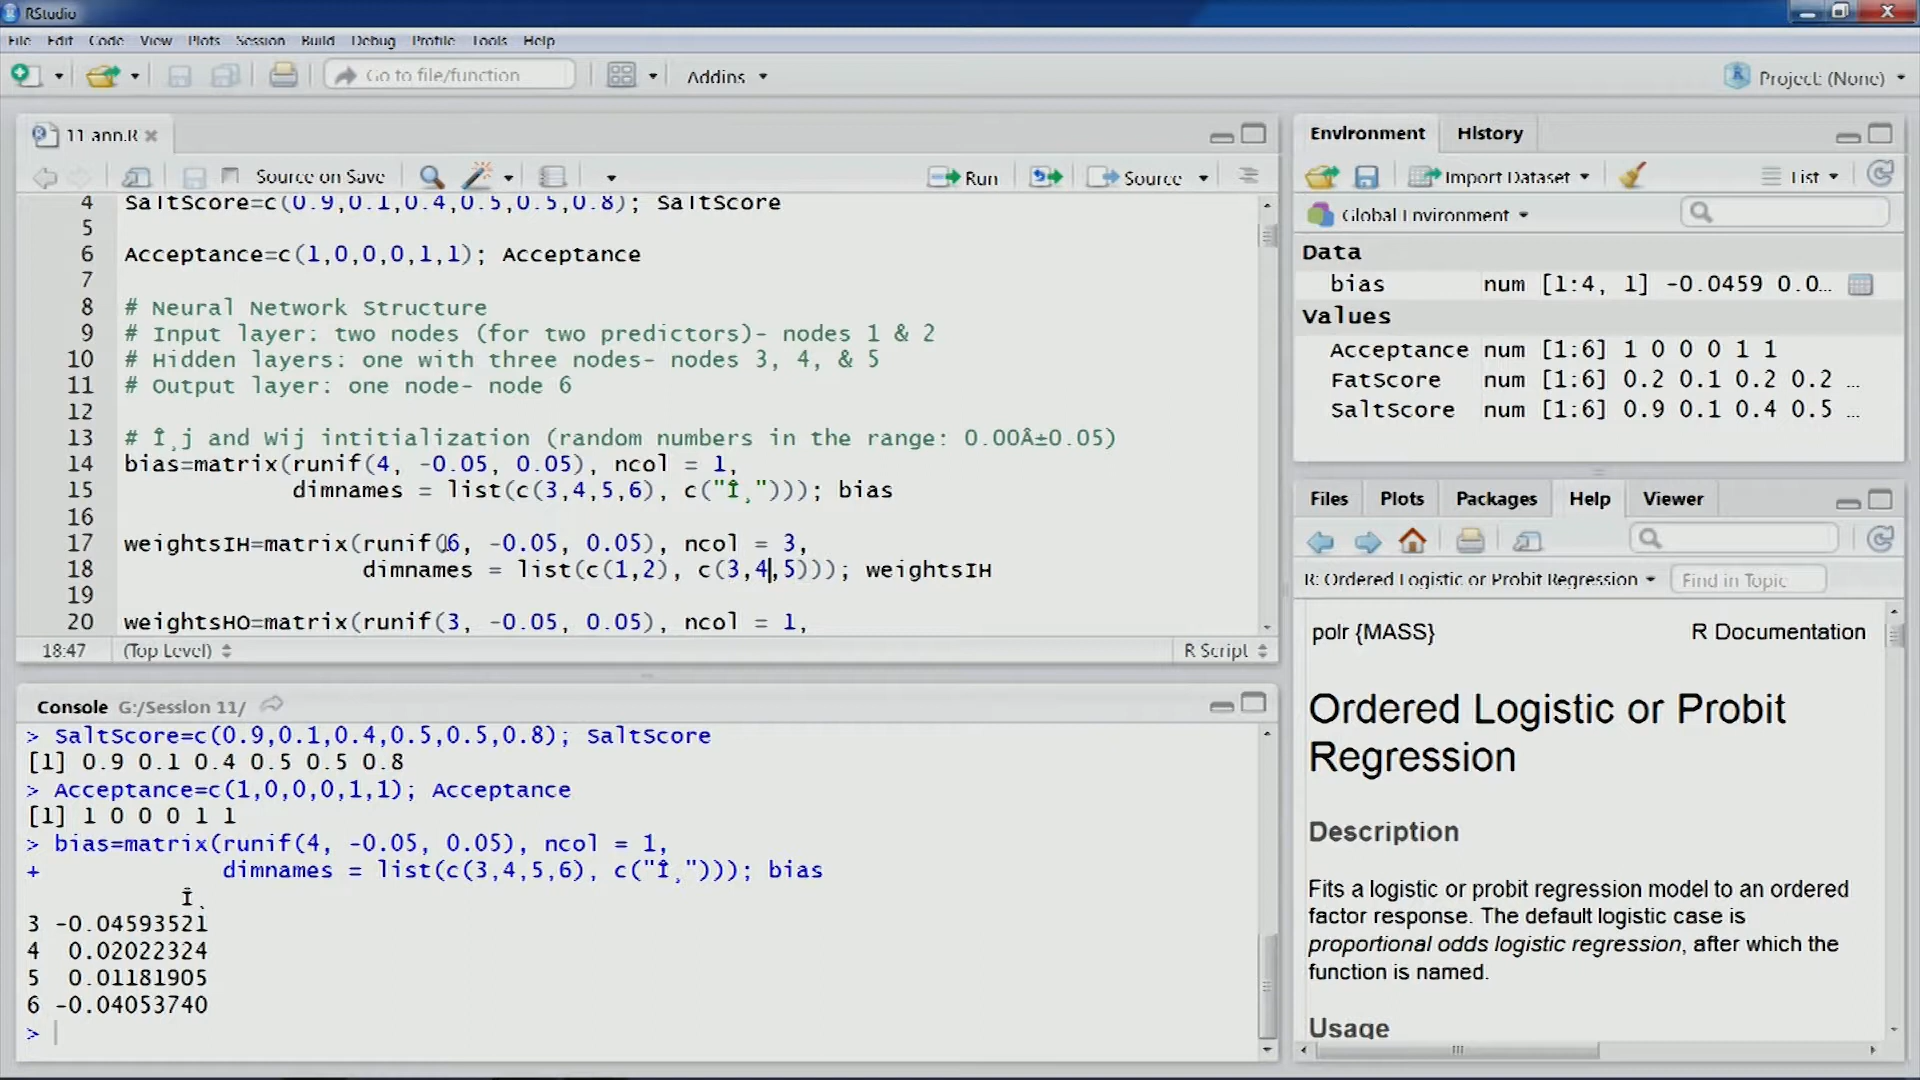 RStudio
File Edit Code View Plots Session Build Debug Profile Tools Help
Go to file/function Addins Project: (None)
11 ann.R
Source on Save Run Source
4 SaltScore=c(0.9,0.1,0.4,0.5,0.5,0.8); SaltScore
5
6 Acceptance=c(1,0,0,0,1,1); Acceptance
7
8 # Neural Network Structure
9 # Input layer: two nodes (for two predictors)- nodes 1 & 2
10 # Hidden layers: one with three nodes- nodes 3, 4, & 5
11 # Output layer: one node- node 6
12
13 # Î¸j and Wij intitialization (random numbers in the range: 0.00Â±0.05)
14 bias=matrix(runif(4, -0.05, 0.05), ncol = 1,
15 dimnames = list(c(3,4,5,6), c("Î¸"))); bias
16
17 weightsIH=matrix(runif(6, -0.05, 0.05), ncol = 3,
18 dimnames = list(c(1,2), c(3,4,5))); weightsIH
19
20 weightsHO=matrix(runif(3, -0.05, 0.05), ncol = 1,
18:47 (Top Level) R Script
Console G:/Session 11/
> SaltScore=c(0.9,0.1,0.4,0.5,0.5,0.8); SaltScore
[1] 0.9 0.1 0.4 0.5 0.5 0.8
> Acceptance=c(1,0,0,0,1,1); Acceptance
[1] 1 0 0 0 1 1
> bias=matrix(runif(4, -0.05, 0.05), ncol = 1,
+ dimnames = list(c(3,4,5,6), c("Î¸"))); bias
Î¸
3 -0.04593521
4 0.02022324
5 0.01181905
6 -0.04053740
>
Environment History
Import Dataset List
Global Environment
Data
bias num [1:4, 1] -0.0459 0.0...
Values
Acceptance num [1:6] 1 0 0 0 1 1
FatScore num [1:6] 0.2 0.1 0.2 0.2 ...
SaltScore num [1:6] 0.9 0.1 0.4 0.5 ...
Files Plots Packages Help Viewer
R: Ordered Logistic or Probit Regression Find in Topic
polr {MASS} R Documentation
Ordered Logistic or Probit
Regression
Description
Fits a logistic or probit regression model to an ordered
factor response. The default logistic case is
proportional odds logistic regression, after which the
function is named.
Usage